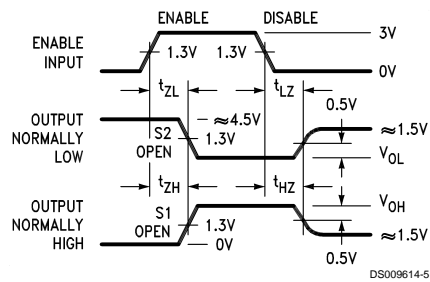 ENABLE DISABLE
3V
ENABLE
INPUT
1.3V 1.3V
0V
tZL tLZ
0.5V
OUTPUT
NORMALLY
LOW
≈4.5V
S2
OPEN
1.3V
≈1.5V
VOL
tZH tHZ
OUTPUT
NORMALLY
HIGH
S1
OPEN
1.3V
0V
VOH
≈1.5V
0.5V
DS009614-5